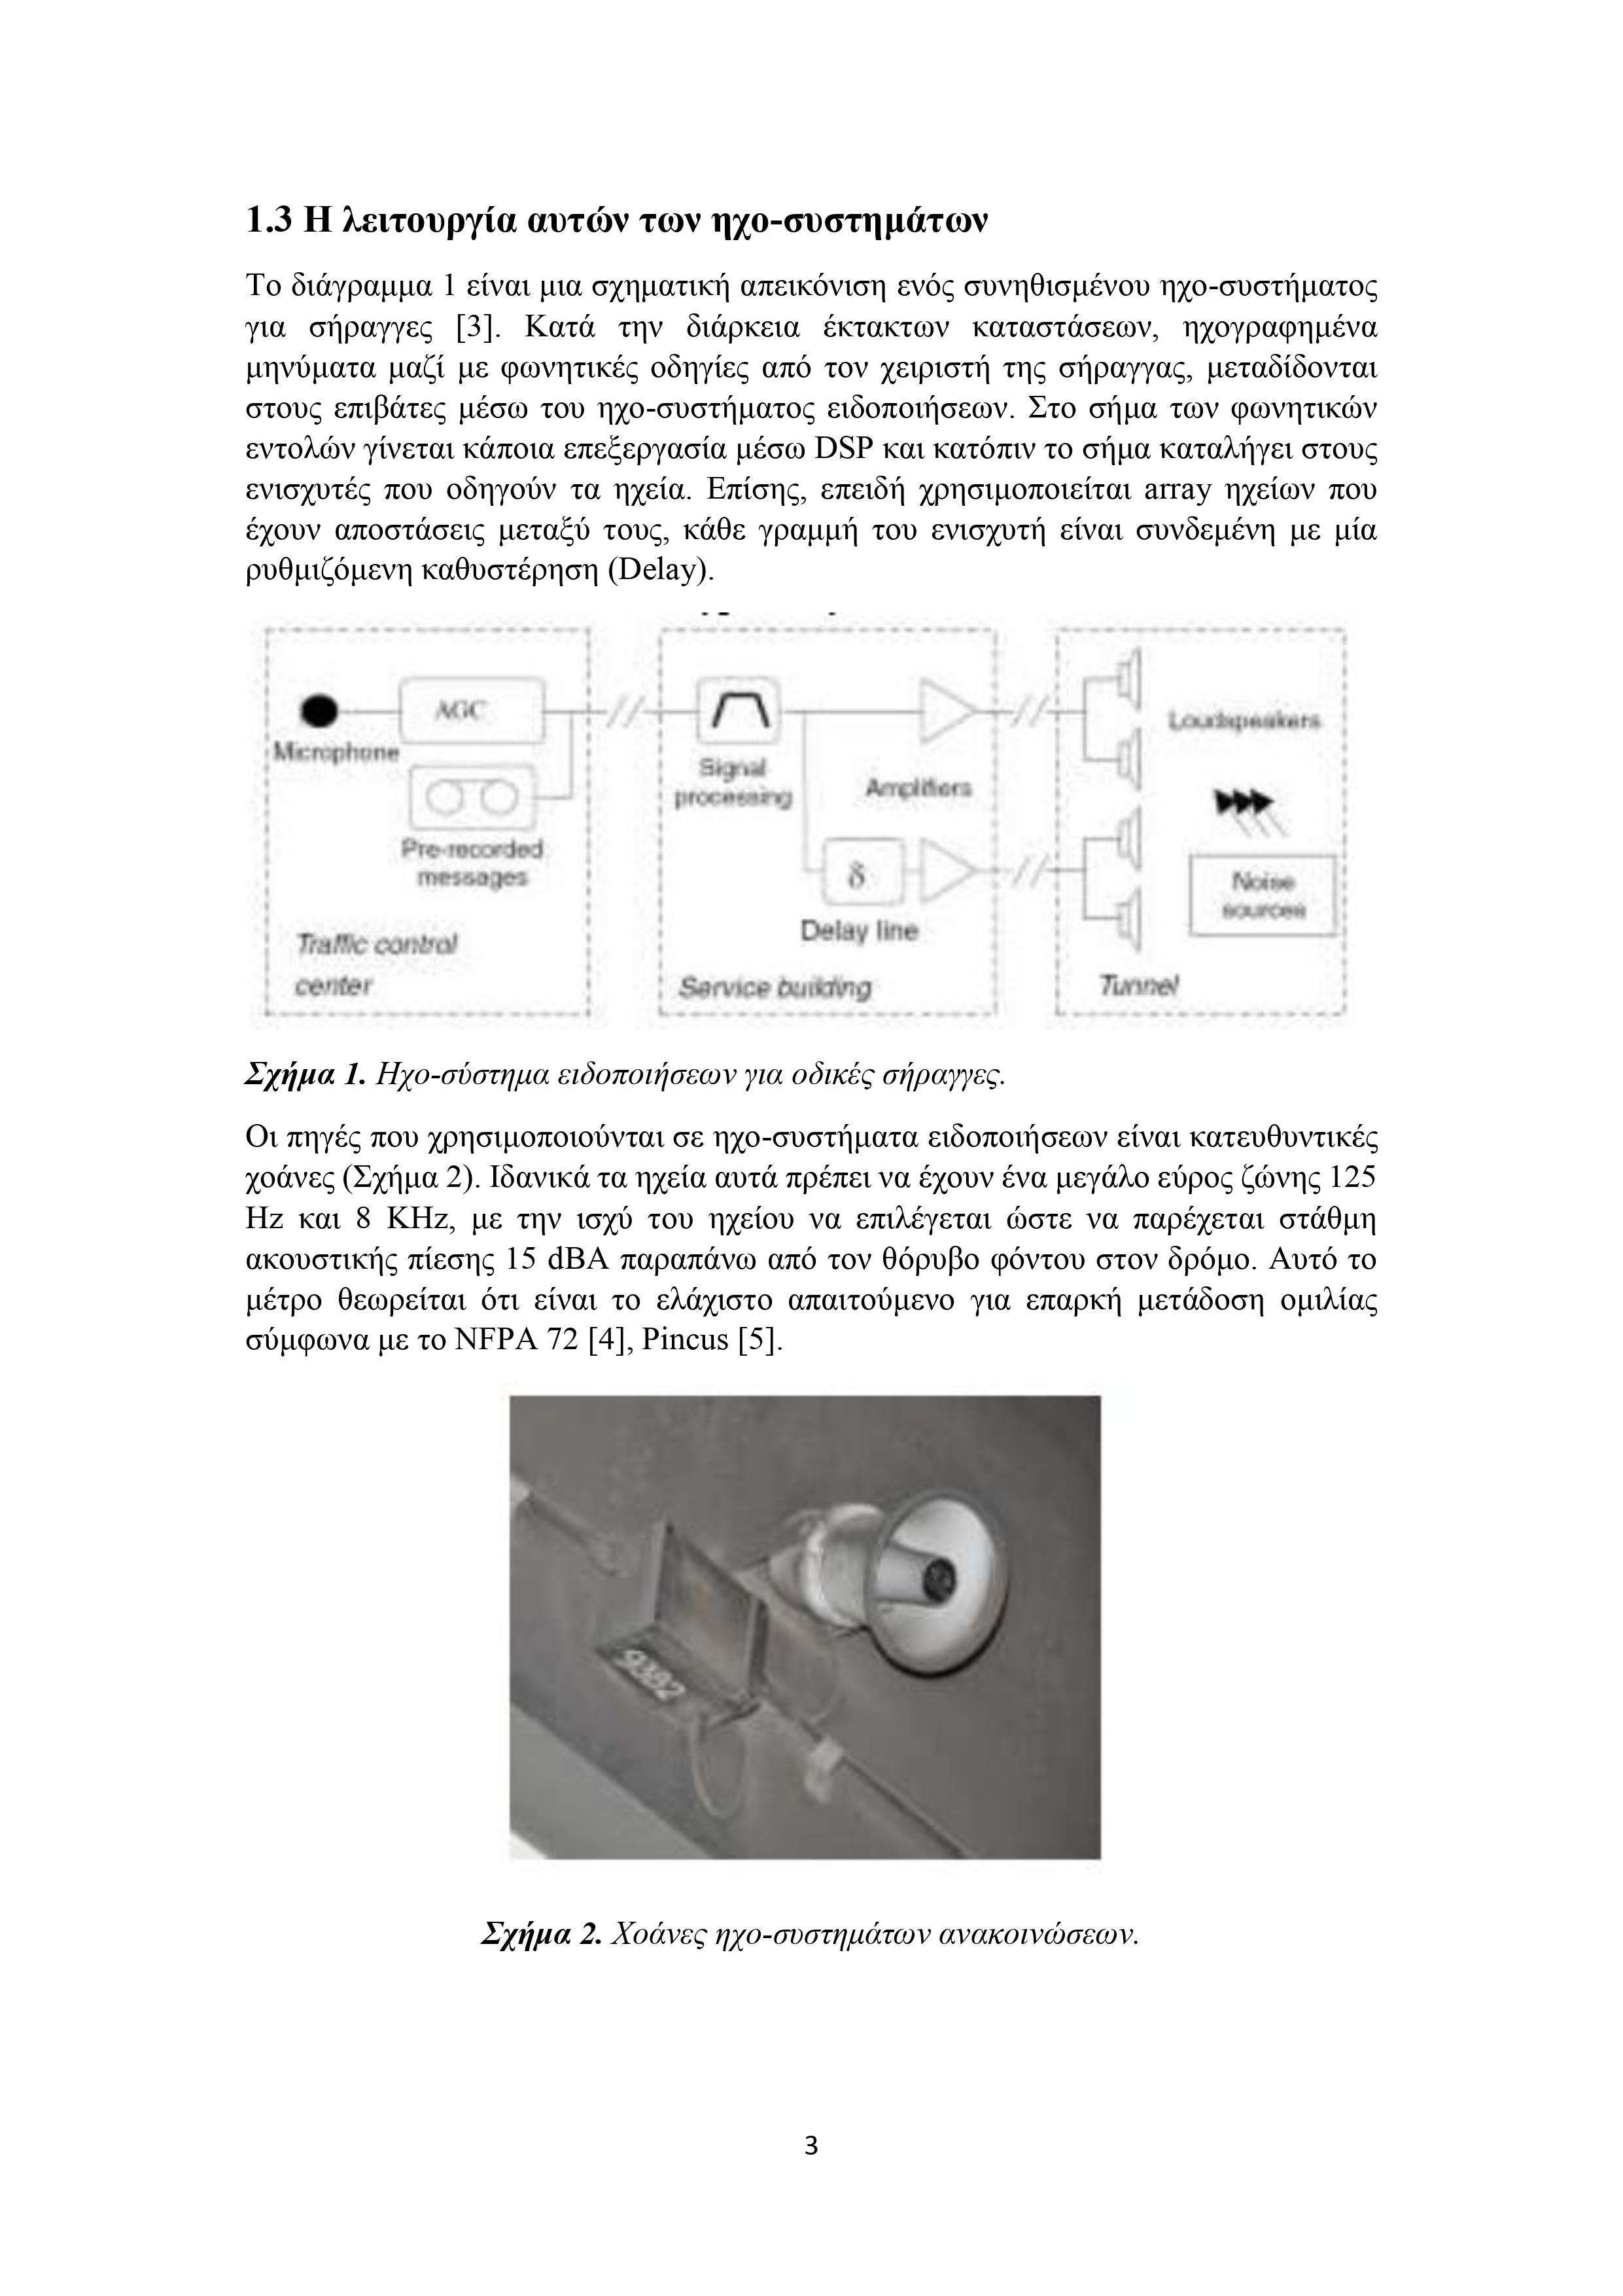 1.3 Η λειτουργία αυτών των ηχο-συστημάτων
Το διάγραμμα 1 είναι μια σχηματική απεικόνιση ενός συνηθισμένου ηχο-συστήματος
για σήραγγες [3]. Κατά την διάρκεια έκτακτων καταστάσεων, ηχογραφημένα
μηνύματα μαζί με φωνητικές οδηγίες από τον χειριστή της σήραγγας, μεταδίδονται
στους επιβάτες μέσω του ηχο-συστήματος ειδοποιήσεων. Στο σήμα των φωνητικών
εντολών γίνεται κάποια επεξεργασία μέσω DSP και κατόπιν το σήμα καταλήγει στους
ενισχυτές που οδηγούν τα ηχεία. Επίσης, επειδή χρησιμοποιείται array ηχείων που
έχουν αποστάσεις μεταξύ τους, κάθε γραμμή του ενισχυτή είναι συνδεμένη με μία
ρυθμιζόμενη καθυστέρηση (Delay).
AGC
Microphone
Pre-recorded
messages
Traffic control
center
Signal
processing
Amplifiers
δ
Delay line
Service building
Loudspeakers
Noise
sources
Tunnel
Σχήμα 1. Ηχο-σύστημα ειδοποιήσεων για οδικές σήραγγες.
Οι πηγές που χρησιμοποιούνται σε ηχο-συστήματα ειδοποιήσεων είναι κατευθυντικές
χοάνες (Σχήμα 2). Ιδανικά τα ηχεία αυτά πρέπει να έχουν ένα μεγάλο εύρος ζώνης 125
Hz και 8 KHz, με την ισχύ του ηχείου να επιλέγεται ώστε να παρέχεται στάθμη
ακουστικής πίεσης 15 dBA παραπάνω από τον θόρυβο φόντου στον δρόμο. Αυτό το
μέτρο θεωρείται ότι είναι το ελάχιστο απαιτούμενο για επαρκή μετάδοση ομιλίας
σύμφωνα με το NFPA 72 [4], Pincus [5].
9302
Σχήμα 2. Χοάνες ηχο-συστημάτων ανακοινώσεων.
3